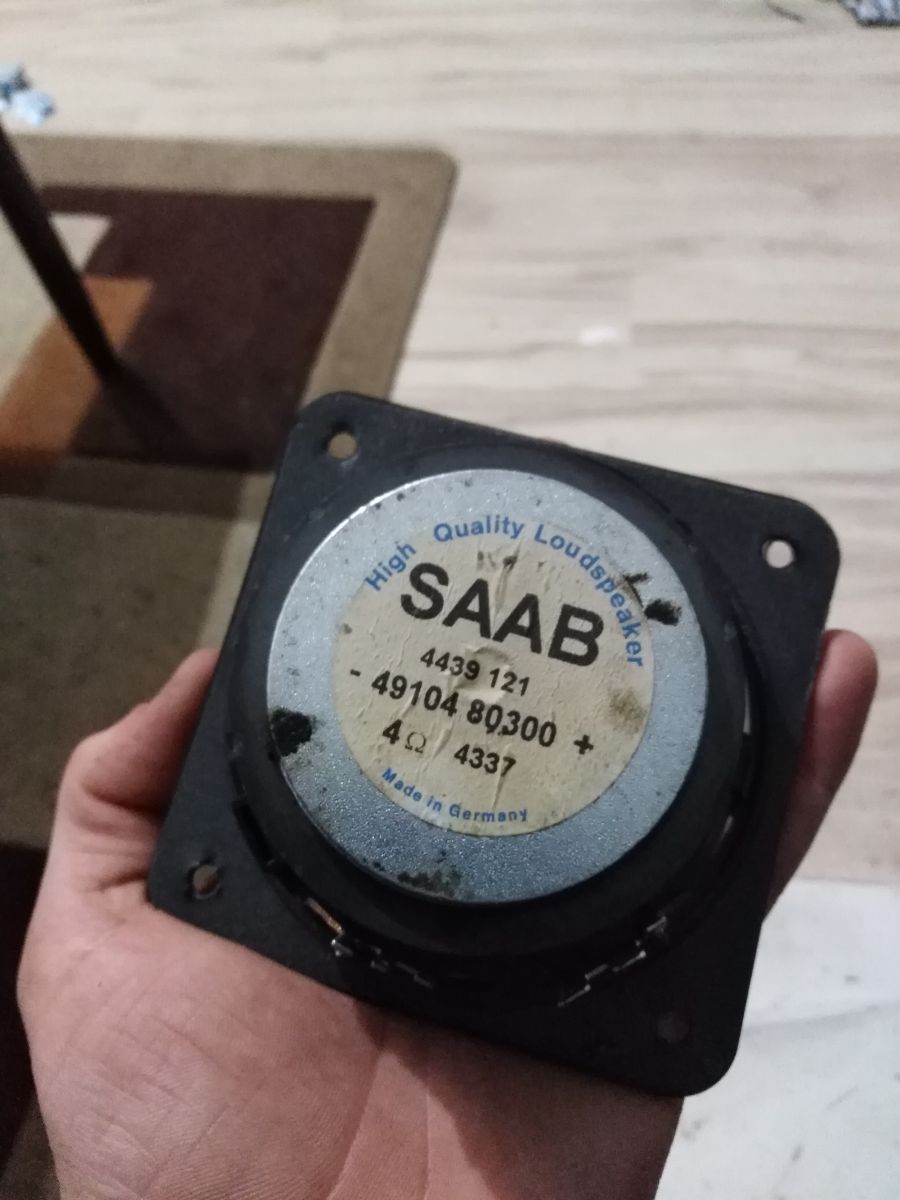 High Quality Loudspeaker
SAAB
4439 121
- 49104 80300 +
4Ω 4337
Made in Germany